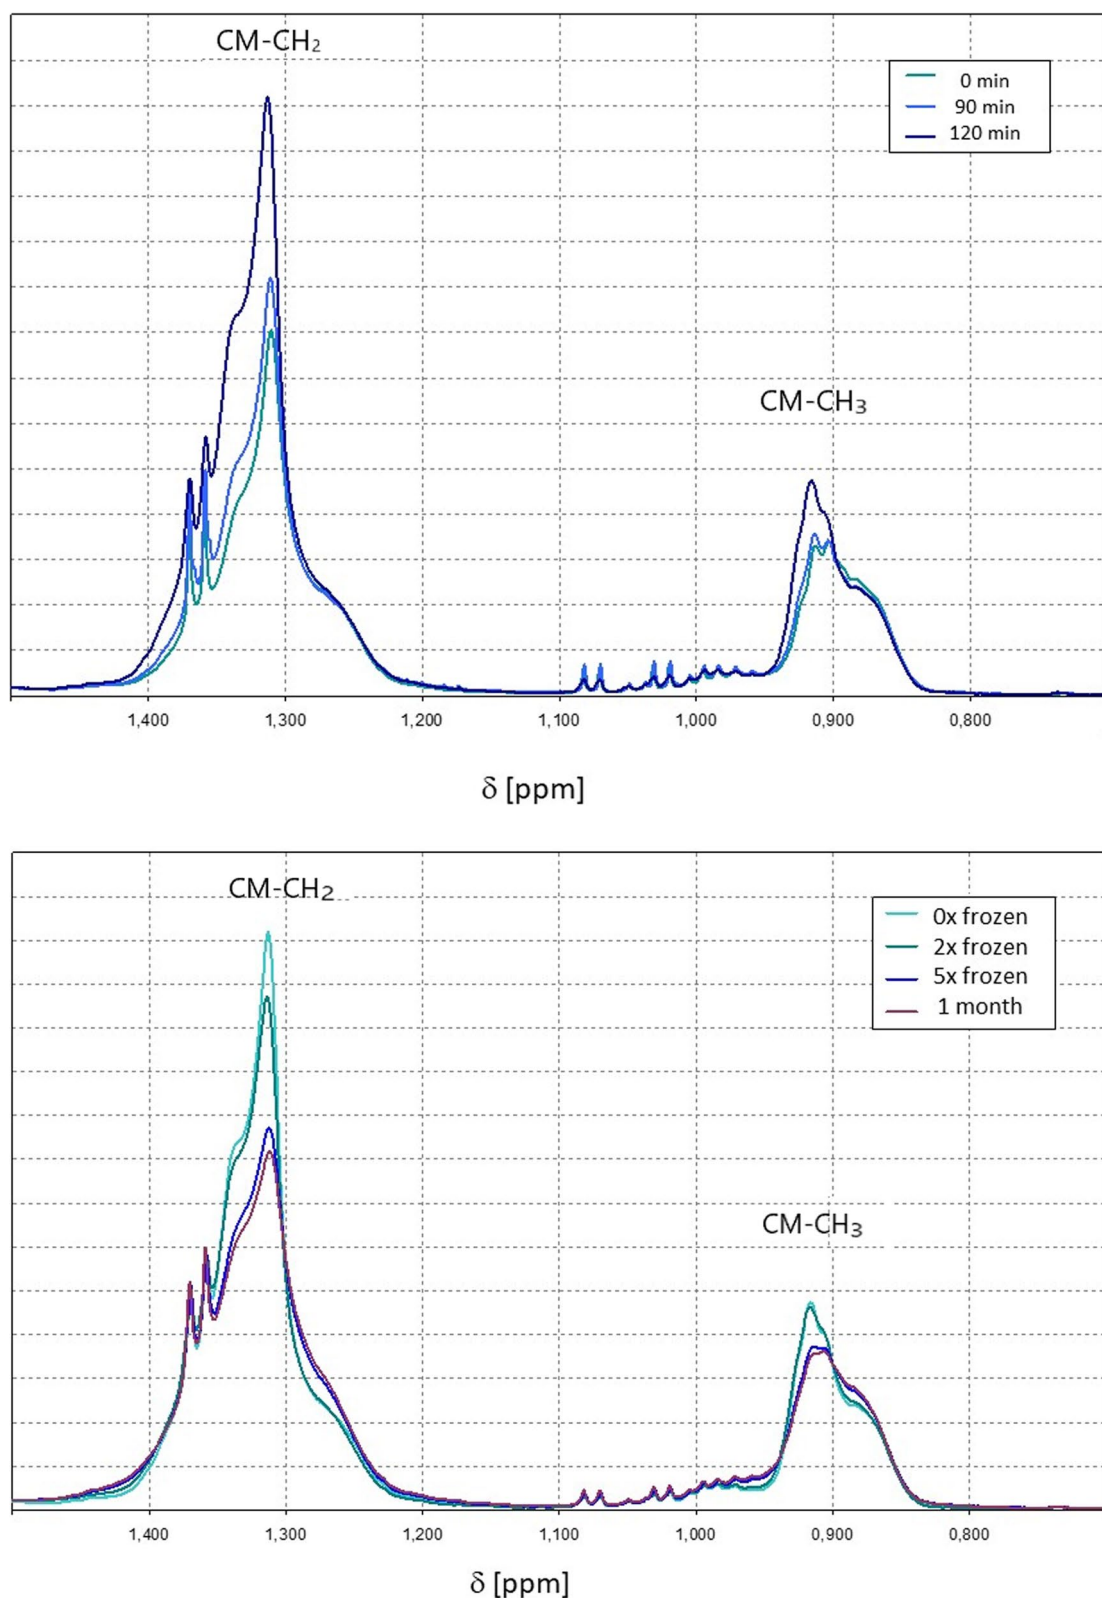 CM-CH₂
0 min
90 min
120 min
CM-CH₃
1,400 1,300 1,200 1,100 1,000 0,900 0,800
δ [ppm]
CM-CH₂
0x frozen
2x frozen
5x frozen
1 month
CM-CH₃
1,400 1,300 1,200 1,100 1,000 0,900 0,800
δ [ppm]